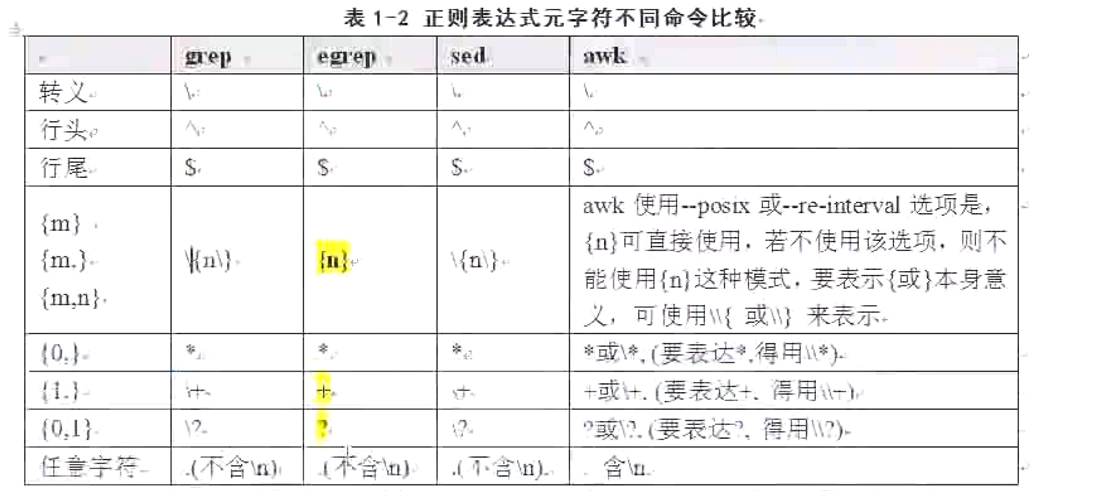 表 1-2 正则表达式元字符不同命令比较
grep egrep sed awk
转义 \ \ \ \
行头 ^ ^ ^ ^
行尾 $ $ $ $
{m}
{m,}
{m,n}
\{n\} {n} \{n\}
awk 使用--posix 或--re-interval 选项是,
{n}可直接使用，若不使用该选项，则不
能使用{n}这种模式，要表示{或}本身意
义，可使用\\{ 或\\} 来表示
{0,} * * * *或\*, (要表达*,得用\\*)
{1,} \+ + \+ +或\+, (要表达+, 得用\\+)
{0,1} \? ? \? ?或\?, (要表达?, 得用\\?)
任意字符 .(不含\n) .(不含\n) .(不含\n) . 含\n